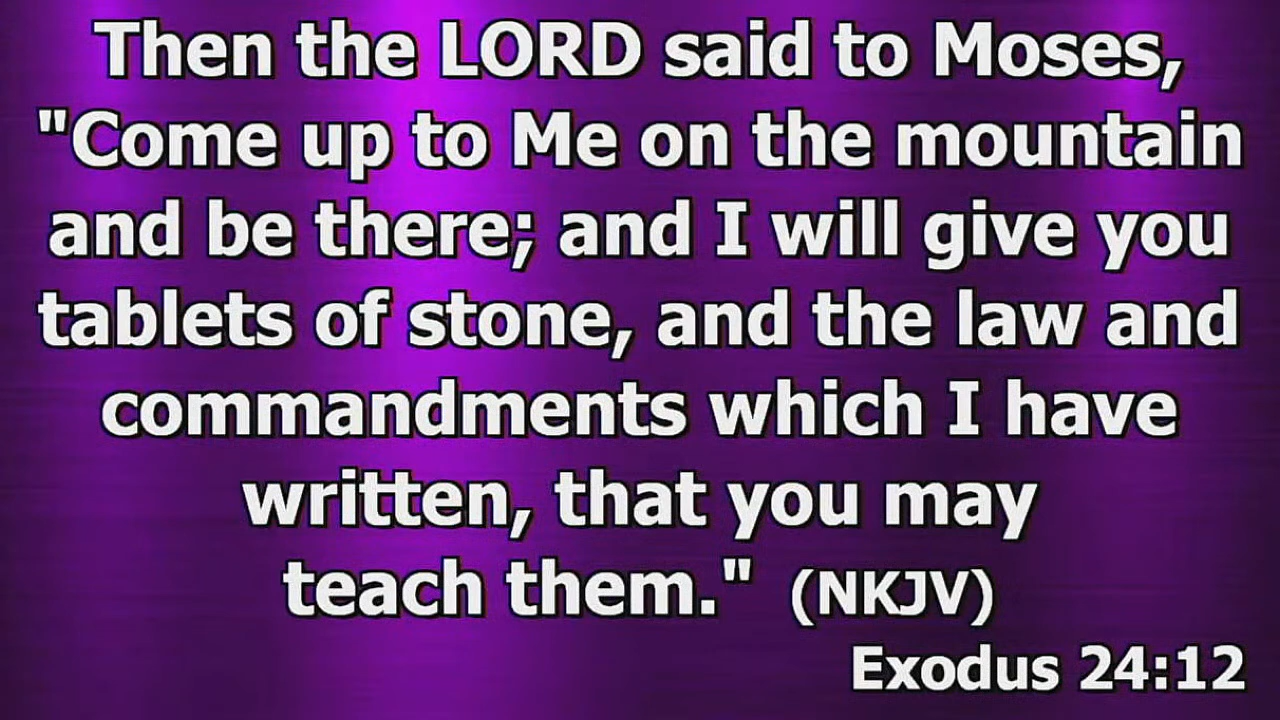 Then the LORD said to Moses,
"Come up to Me on the mountain
and be there; and I will give you
tablets of stone, and the law and
commandments which I have
written, that you may
teach them." (NKJV)
Exodus 24:12